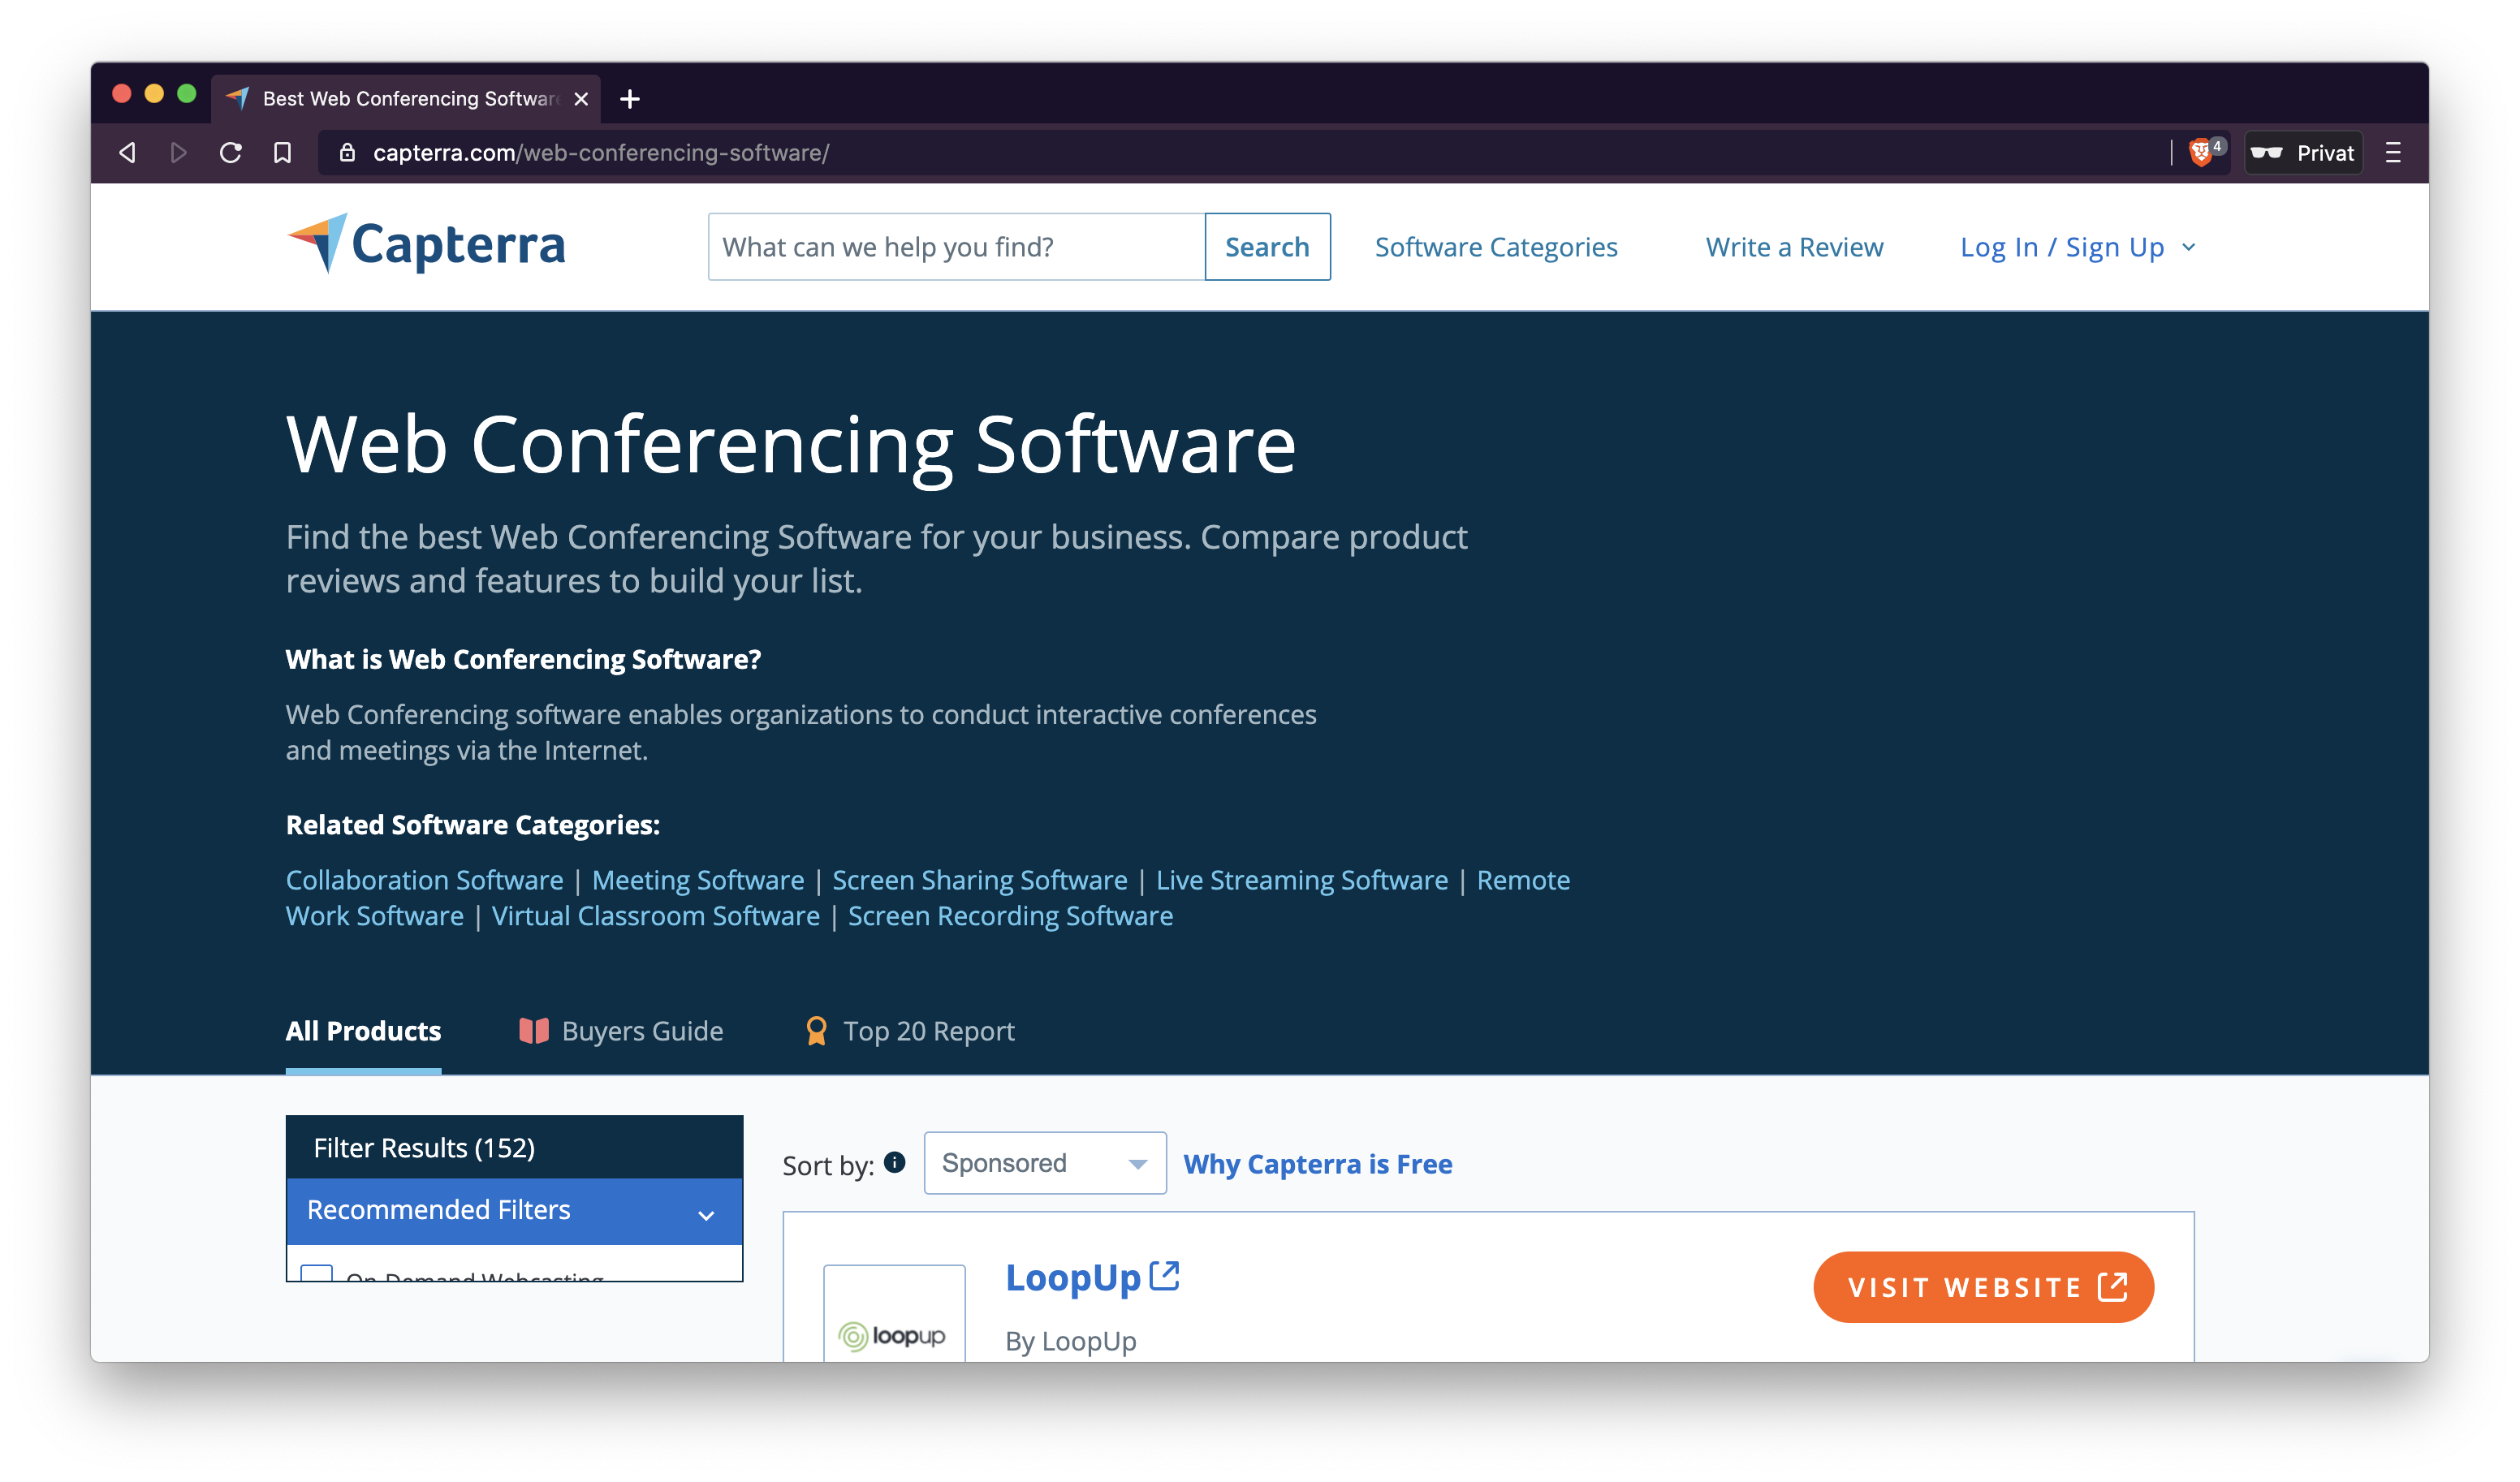 Best Web Conferencing Softwar
capterra.com/web-conferencing-software/
4
Privat
Capterra
What can we help you find?
Search
Software Categories
Write a Review
Log In / Sign Up
Web Conferencing Software
Find the best Web Conferencing Software for your business. Compare product
reviews and features to build your list.
What is Web Conferencing Software?
Web Conferencing software enables organizations to conduct interactive conferences
and meetings via the Internet.
Related Software Categories:
Collaboration Software | Meeting Software | Screen Sharing Software | Live Streaming Software | Remote
Work Software | Virtual Classroom Software | Screen Recording Software
All Products
Buyers Guide
Top 20 Report
Filter Results (152)
Recommended Filters
On-Demand Webcasting
Sort by:
Sponsored
Why Capterra is Free
loopup
LoopUp
By LoopUp
VISIT WEBSITE